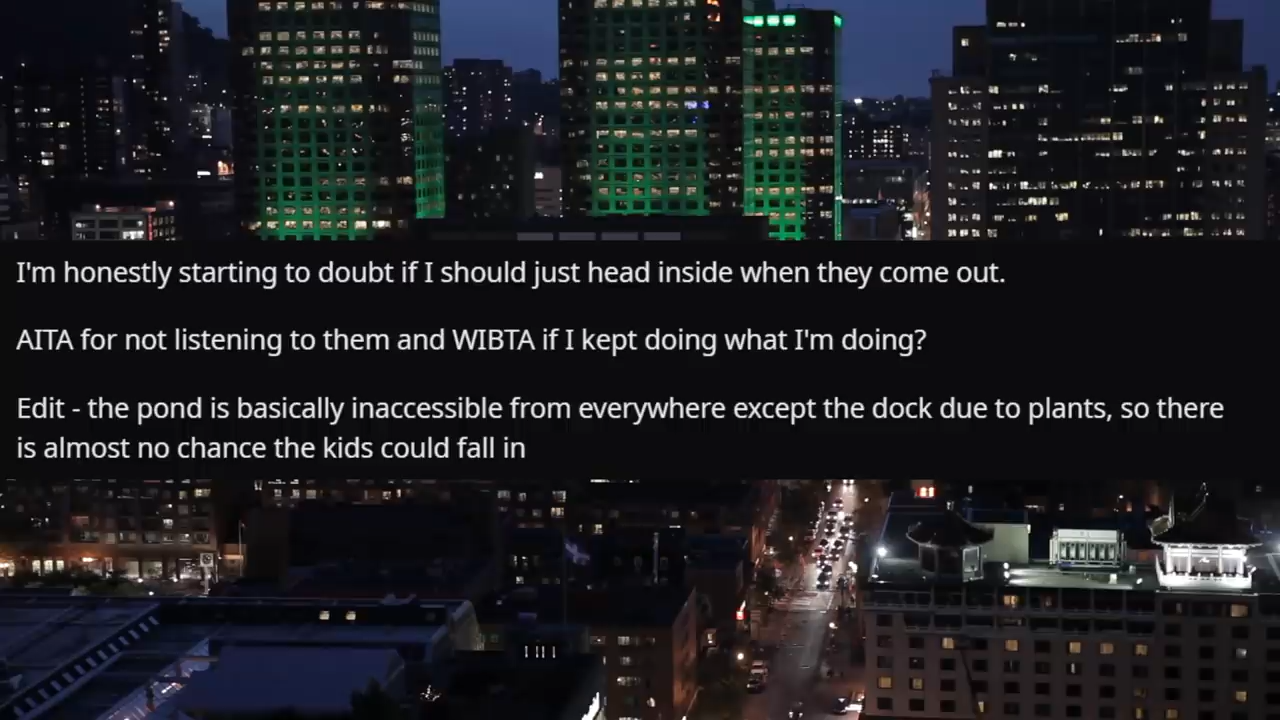 I'm honestly starting to doubt if I should just head inside when they come out.
AITA for not listening to them and WIBTA if I kept doing what I'm doing?
Edit - the pond is basically inaccessible from everywhere except the dock due to plants, so there
is almost no chance the kids could fall in